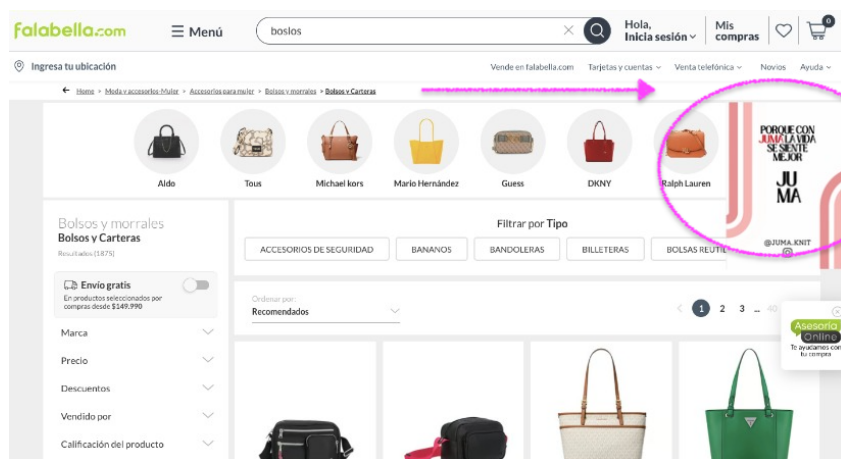 falabella.com
Menú
boslos
Hola,
Inicia sesión
Mis
compras
0
Ingresa tu ubicación
Vende en falabella.com
Tarjetas y cuentas
Venta telefónica
Novios
Ayuda
Home > Moda y accesorios-Mujer > Accesorios para mujer > Bolsos y morrales > Bolsos y Carteras
Aldo
Tous
Michael kors
Mario Hernández
Guess
DKNY
Ralph Lauren
PORQUE CON
JUMA LA VIDA
SE SIENTE
MEJOR
JU
MA
@JUMA.KNIT
Bolsos y morrales
Bolsos y Carteras
Resultados (1875)
Filtrar por Tipo
ACCESORIOS DE SEGURIDAD
BANANOS
BANDOLERAS
BILLETERAS
BOLSAS REUTIL
Envío gratis
En productos seleccionados por
compras desde $149.990
Ordenar por:
Recomendados
1 2 3 ... 40
Asesoría
Online
Te ayudamos con
tu compra
Marca
Precio
Descuentos
Vendido por
Calificación del producto